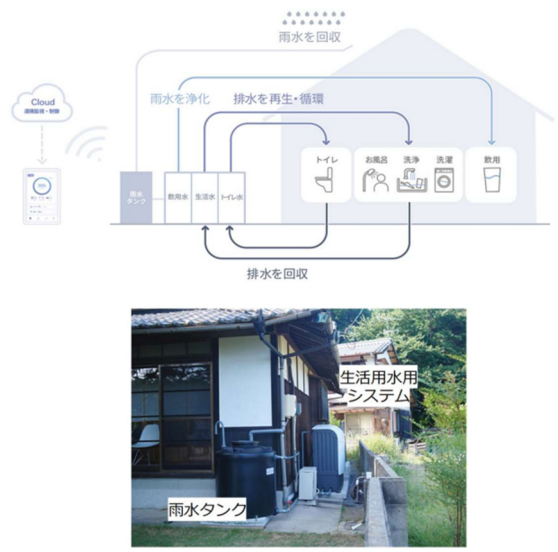 雨水を回収
Cloud
遠隔監視・制御
雨水を浄化
排水を再生・循環
トイレ
お風呂
洗浄
洗濯
飲用
雨水
タンク
飲用水
生活水
トイレ水
排水を回収
生活用水用
システム
雨水タンク